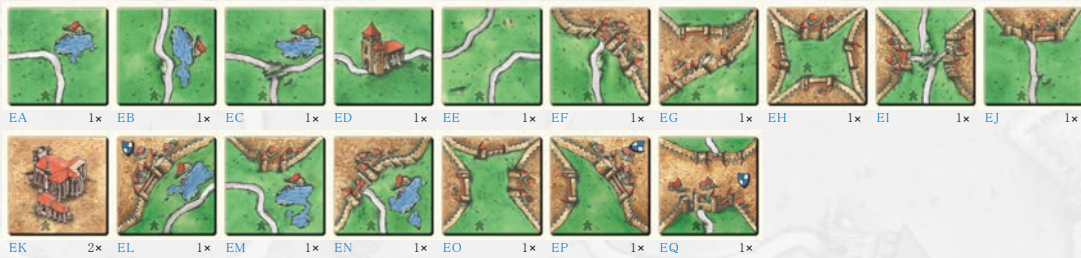 EA 1× EB 1× EC 1× ED 1× EE 1× EF 1× EG 1× EH 1× EI 1× EJ 1×
EK 2× EL 1× EM 1× EN 1× EO 1× EP 1× EQ 1×